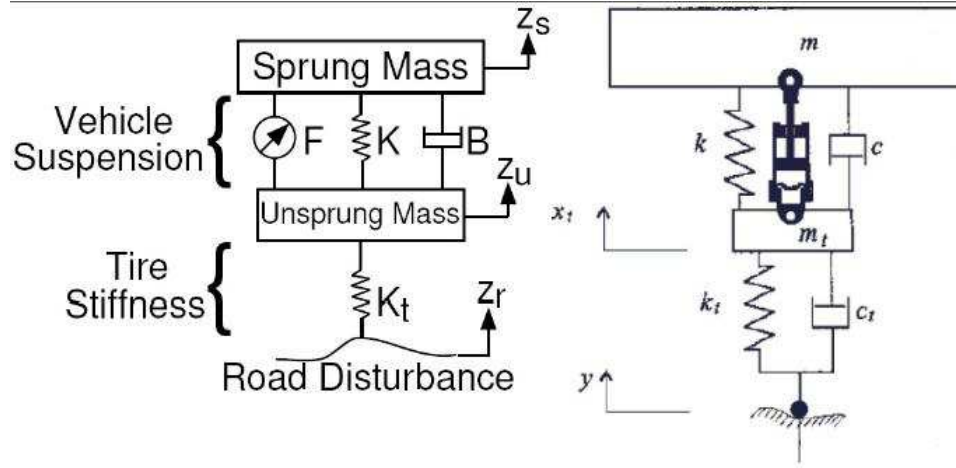 z_s
Sprung Mass
Vehicle
Suspension
F
K
B
z_u
Unsprung Mass
Tire
Stiffness
K_t
z_r
Road Disturbance
m
k
c
x_t
m_t
k_t
c_t
y